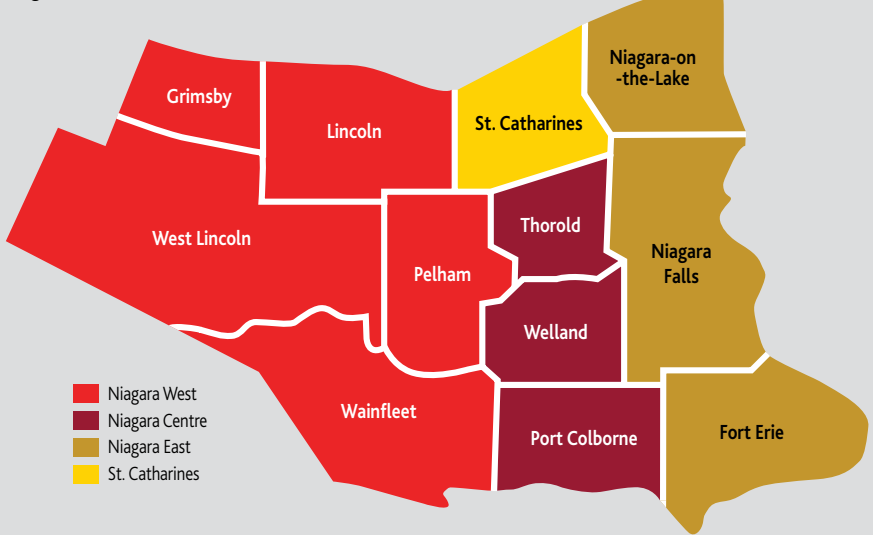 Niagara-on
-the-Lake
Grimsby
Lincoln
St. Catharines
West Lincoln
Thorold
Niagara
Falls
Pelham
Welland
Wainfleet
Port Colborne
Fort Erie
Niagara West
Niagara Centre
Niagara East
St. Catharines